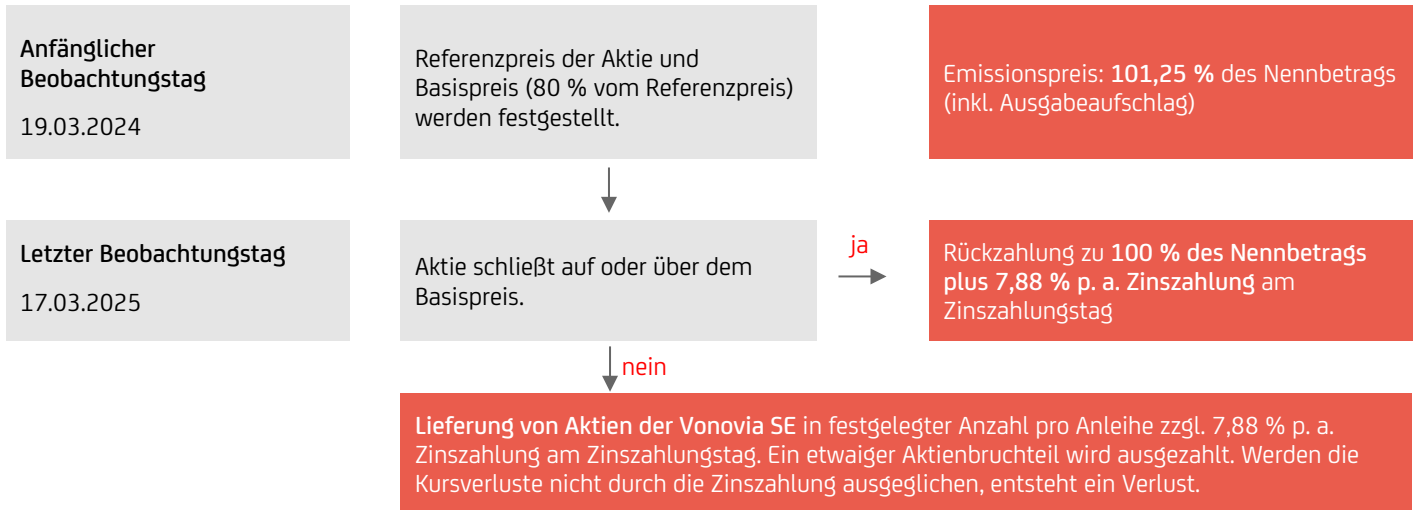 Anfänglicher
Beobachtungstag
19.03.2024
Referenzpreis der Aktie und
Basispreis (80 % vom Referenzpreis)
werden festgestellt.
Emissionspreis: 101,25 % des Nennbetrags
(inkl. Ausgabeaufschlag)
Letzter Beobachtungstag
17.03.2025
Aktie schließt auf oder über dem
Basispreis.
ja
Rückzahlung zu 100 % des Nennbetrags
plus 7,88 % p. a. Zinszahlung am
Zinszahlungstag
nein
Lieferung von Aktien der Vonovia SE in festgelegter Anzahl pro Anleihe zzgl. 7,88 % p. a.
Zinszahlung am Zinszahlungstag. Ein etwaiger Aktienbruchteil wird ausgezahlt. Werden die
Kursverluste nicht durch die Zinszahlung ausgeglichen, entsteht ein Verlust.